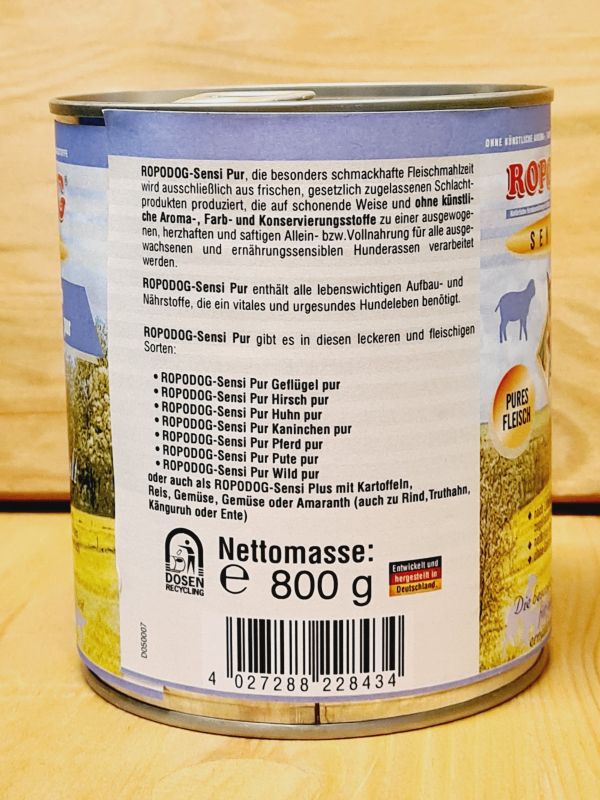 ROPODOG-Sensi Pur, die besonders schmackhafte Fleischmahlzeit
wird ausschließlich aus frischen, gesetzlich zugelassenen Schlacht-
produkten produziert, die auf schonende Weise und ohne künstli-
che Aroma-, Farb- und Konservierungsstoffe zu einer ausgewoge-
nen, herzhaften und saftigen Allein- bzw.Vollnahrung für alle ausge-
wachsenen und ernährungssensiblen Hunderassen verarbeitet
werden.
ROPODOG-Sensi Pur enthält alle lebenswichtigen Aufbau- und
Nährstoffe, die ein vitales und urgesundes Hundeleben benötigt.
ROPODOG-Sensi Pur gibt es in diesen leckeren und fleischigen
Sorten:
• ROPODOG-Sensi Pur Geflügel pur
• ROPODOG-Sensi Pur Hirsch pur
• ROPODOG-Sensi Pur Huhn pur
• ROPODOG-Sensi Pur Kaninchen pur
• ROPODOG-Sensi Pur Pferd pur
• ROPODOG-Sensi Pur Pute pur
• ROPODOG-Sensi Pur Wild pur
oder auch als ROPODOG-Sensi Plus mit Kartoffeln,
Reis, Gemüse, Gemüse oder Amaranth (auch zu Rind,Truthahn,
Känguruh oder Ente)
DOSEN
RECYCLING
Nettomasse:
℮ 800 g
Entwickelt und
hergestellt in
Deutschland.
D050007
4 027288 228434
OHNE KÜNSTLICHE
ROPO
SEN
PURES
FLEISCH
Die